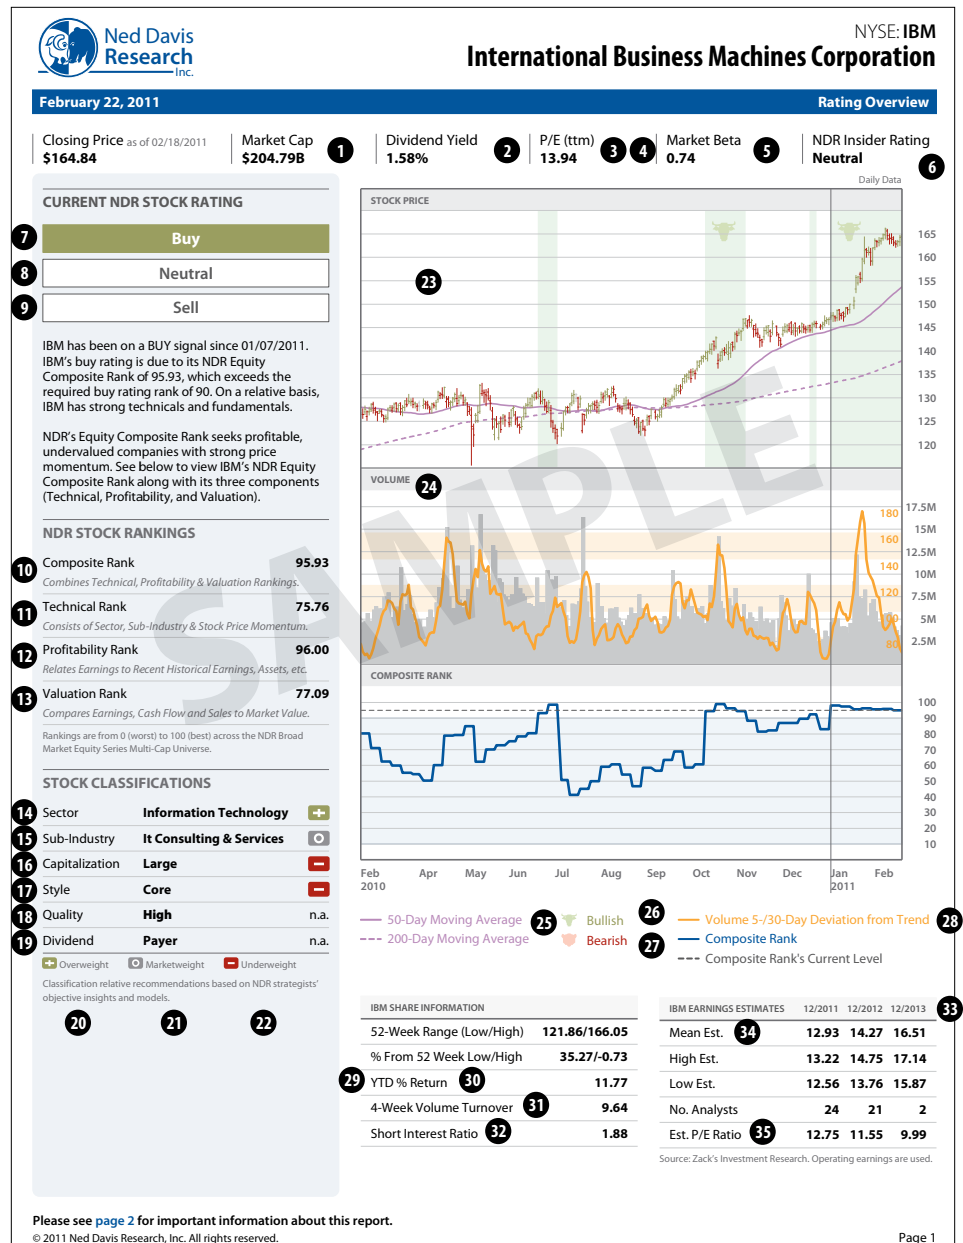 Ned Davis
Research
Inc.
NYSE: IBM
International Business Machines Corporation
February 22, 2011
Rating Overview
Closing Price as of 02/18/2011
$164.84
Market Cap
$204.79B
1
Dividend Yield
1.58%
2
P/E (ttm)
13.94
3
4
Market Beta
0.74
5
NDR Insider Rating
Neutral
6
CURRENT NDR STOCK RATING
7
Buy
8
Neutral
9
Sell
IBM has been on a BUY signal since 01/07/2011.
IBM's buy rating is due to its NDR Equity
Composite Rank of 95.93, which exceeds the
required buy rating rank of 90. On a relative basis,
IBM has strong technicals and fundamentals.
NDR's Equity Composite Rank seeks profitable,
undervalued companies with strong price
momentum. See below to view IBM's NDR Equity
Composite Rank along with its three components
(Technical, Profitability, and Valuation).
NDR STOCK RANKINGS
10
Composite Rank 95.93
Combines Technical, Profitability & Valuation Rankings.
11
Technical Rank 75.76
Consists of Sector, Sub-Industry & Stock Price Momentum.
12
Profitability Rank 96.00
Relates Earnings to Recent Historical Earnings, Assets, etc.
13
Valuation Rank 77.09
Compares Earnings, Cash Flow and Sales to Market Value.
Rankings are from 0 (worst) to 100 (best) across the NDR Broad
Market Equity Series Multi-Cap Universe.
STOCK CLASSIFICATIONS
14 Sector Information Technology +
15 Sub-Industry It Consulting & Services O
16 Capitalization Large –
17 Style Core –
18 Quality High n.a.
19 Dividend Payer n.a.
+ Overweight O Marketweight – Underweight
Classification relative recommendations based on NDR strategists'
objective insights and models.
20 21 22
Daily Data
STOCK PRICE
23
165
160
155
150
145
140
135
130
125
120
SAMPLE
VOLUME
24
180
160
140
120
80
17.5M
15M
12.5M
10M
7.5M
5M
2.5M
COMPOSITE RANK
100
90
80
70
60
50
40
30
20
10
Feb Apr May Jun Jul Aug Sep Oct Nov Dec Jan Feb
2010 2011
50-Day Moving Average
200-Day Moving Average
25
Bullish
Bearish
26
27
Volume 5-/30-Day Deviation from Trend
28
Composite Rank
Composite Rank's Current Level
IBM SHARE INFORMATION
52-Week Range (Low/High) 121.86/166.05
% From 52 Week Low/High 35.27/-0.73
29 YTD % Return 30 11.77
4-Week Volume Turnover 31 9.64
Short Interest Ratio 32 1.88
IBM EARNINGS ESTIMATES 12/2011 12/2012 12/2013 33
Mean Est. 34 12.93 14.27 16.51
High Est. 13.22 14.75 17.14
Low Est. 12.56 13.76 15.87
No. Analysts 24 21 2
Est. P/E Ratio 35 12.75 11.55 9.99
Source: Zack's Investment Research. Operating earnings are used.
Please see page 2 for important information about this report.
© 2011 Ned Davis Research, Inc. All rights reserved.
Page 1